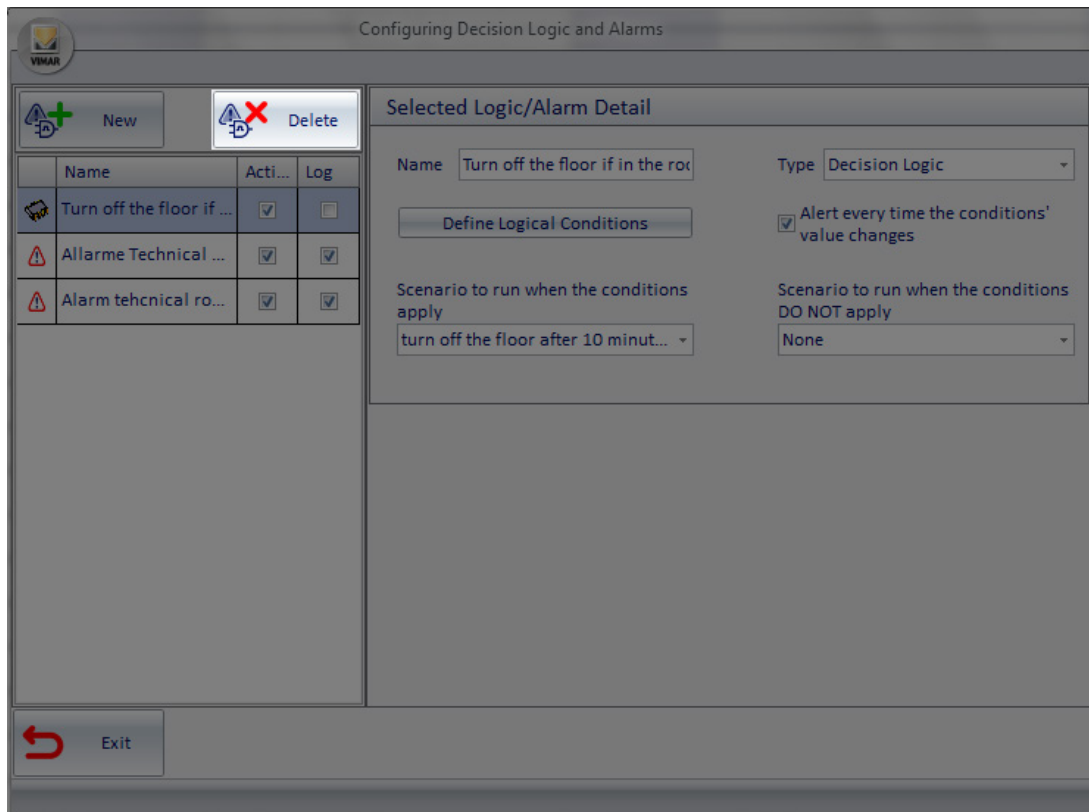 Configuring Decision Logic and Alarms
VIMAR
New
Delete
Name Acti... Log
Turn off the floor if ...
Allarme Technical ...
Alarm tehcnical ro...
Selected Logic/Alarm Detail
Name Turn off the floor if in the roo Type Decision Logic
Define Logical Conditions
Alert every time the conditions'
value changes
Scenario to run when the conditions
apply
turn off the floor after 10 minut...
Scenario to run when the conditions
DO NOT apply
None
Exit